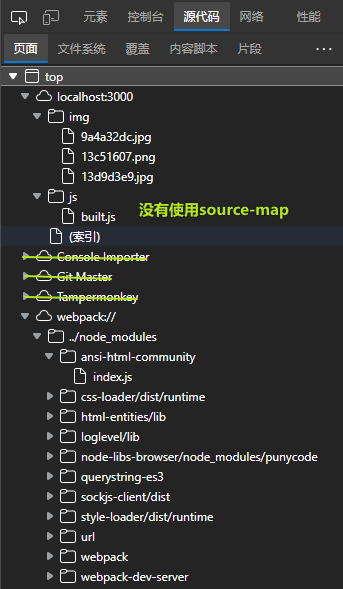 元素 控制台 源代码 网络 性能
页面 文件系统 覆盖 内容脚本 片段 ...
top
localhost:3000
img
9a4a32dc.jpg
13c51607.png
13d9d3e9.jpg
js
built.js
没有使用source-map
(索引)
Console Importer
Git Master
Tampermonkey
webpack://
../node_modules
ansi-html-community
index.js
css-loader/dist/runtime
html-entities/lib
loglevel/lib
node-libs-browser/node_modules/punycode
querystring-es3
sockjs-client/dist
style-loader/dist/runtime
url
webpack
webpack-dev-server